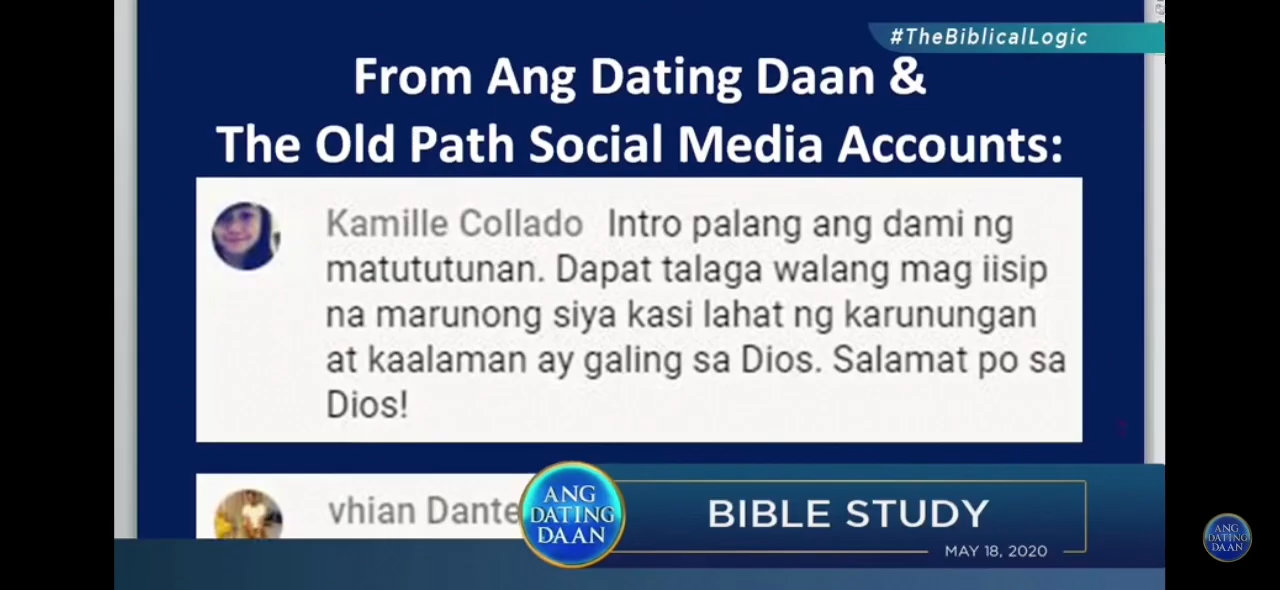 #TheBiblicalLogic
From Ang Dating Daan &
The Old Path Social Media Accounts:
Kamille Collado Intro palang ang dami ng
matututunan. Dapat talaga walang mag iisip
na marunong siya kasi lahat ng karunungan
at kaalaman ay galing sa Dios. Salamat po sa
Dios!
vhian Dante
ANG
DATING
DAAN
BIBLE STUDY
MAY 18, 2020
ANG
DATING
DAAN